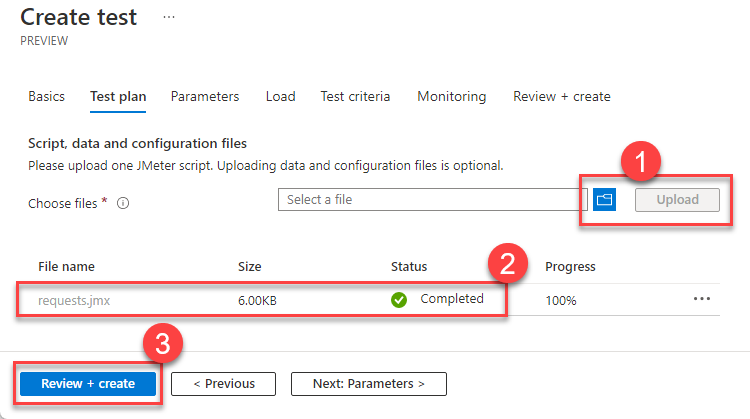 Create test ...
PREVIEW
Basics Test plan Parameters Load Test criteria Monitoring Review + create
Script, data and configuration files
Please upload one JMeter script. Uploading data and configuration files is optional.
1
Choose files * Select a file Upload
File name Size Status 2 Progress
requests.jmx 6.00KB Completed 100% ...
3
Review + create < Previous Next: Parameters >